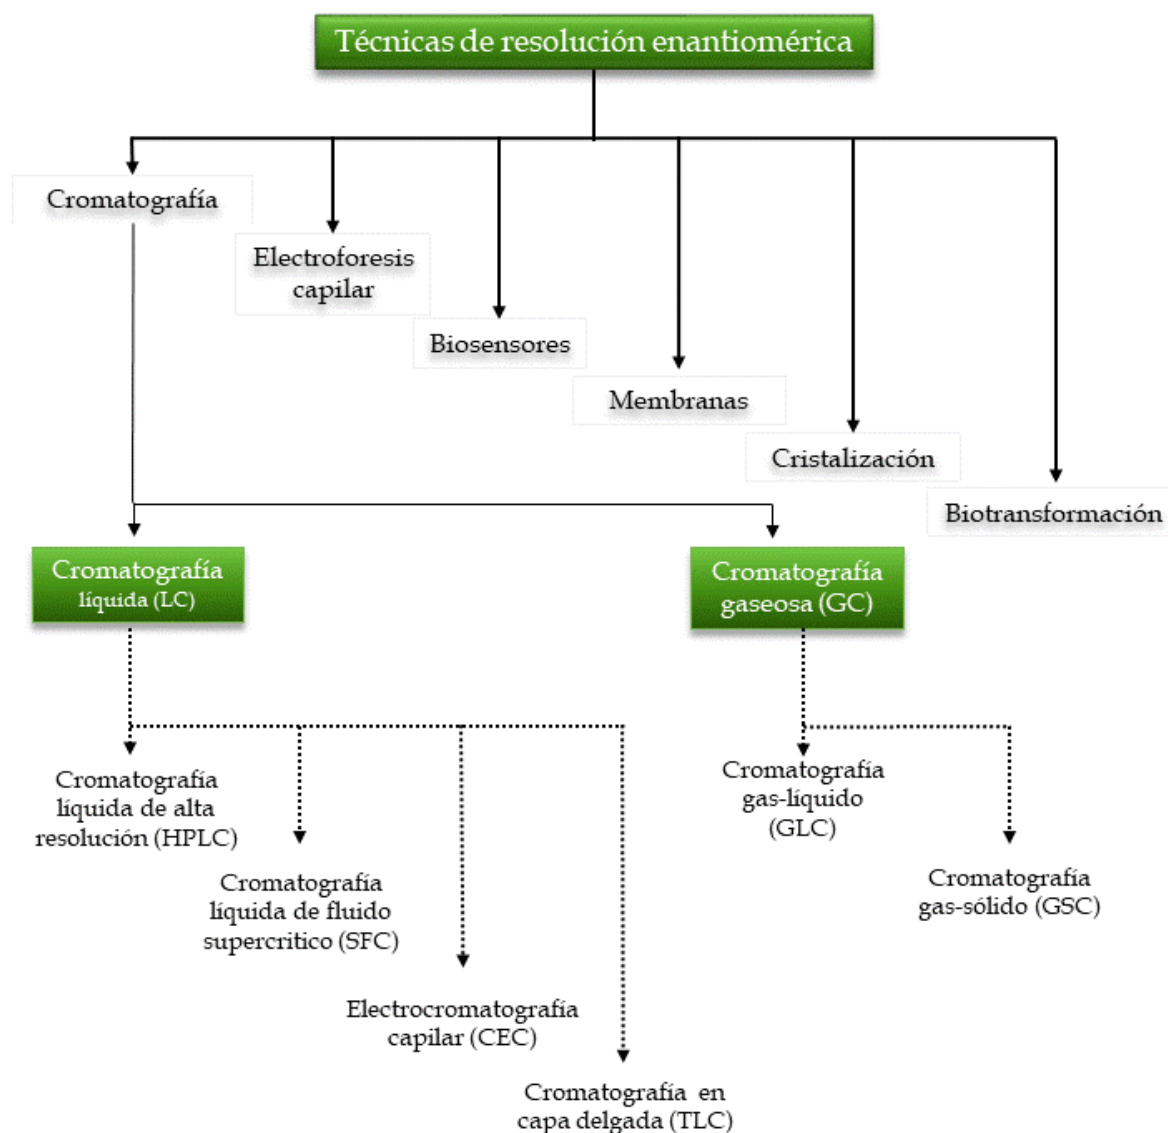 Técnicas de resolución enantiomérica
Cromatografía
Electroforesis
capilar
Biosensores
Membranas
Cristalización
Biotransformación
Cromatografía
líquida (LC)
Cromatografía
gaseosa (GC)
Cromatografía
líquida de alta
resolución (HPLC)
Cromatografía
líquida de fluido
supercritico (SFC)
Electrocromatografía
capilar (CEC)
Cromatografía en
capa delgada (TLC)
Cromatografía
gas-líquido
(GLC)
Cromatografía
gas-sólido (GSC)